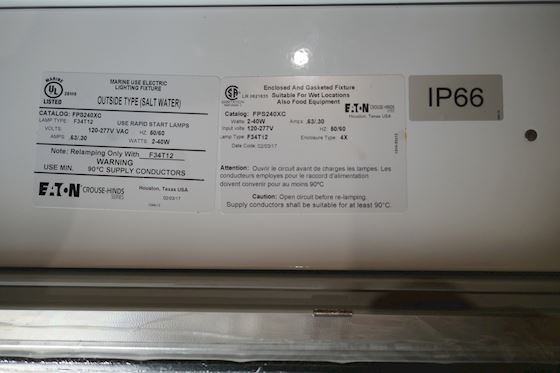 MARINE
UL
LISTED
MARINE USE ELECTRIC
LIGHTING FIXTURE
OUTSIDE TYPE (SALT WATER)
CATALOG: FPS240XC
LAMP TYPE: F34T12 USE RAPID START LAMPS
VOLTS: 120-277V VAC HZ. 50/60
AMPS. .63/.30 WATTS 2-40W
Note: Relamping Only With F34T12
WARNING
USE MIN. 90°C SUPPLY CONDUCTORS
EATON CROUSE-HINDS
SERIES
Houston, Texas USA
02/03/17
Enclosed And Gasketed Fixture
LR Suitable For Wet Locations
Also Food Equipment
Catalog: FPS240XC
Watts 2-40W Amps .63/.30
Input volts 120-277V HZ 50/60
Lamp Type: F34T12 Enclosure Type: 4X
Date Code: 02/03/17
EATON CROUSE-HINDS
SERIES
Houston, Texas USA
Attention: Ouvrir le circuit avant de charger les lampes. Les
conducteurs employes pour le raccord d'alimentation
doivent convenir pour au moins 90°C
Caution: Open circuit before re-lamping.
Supply conductors shall be suitable for at least 90°C.
IP66